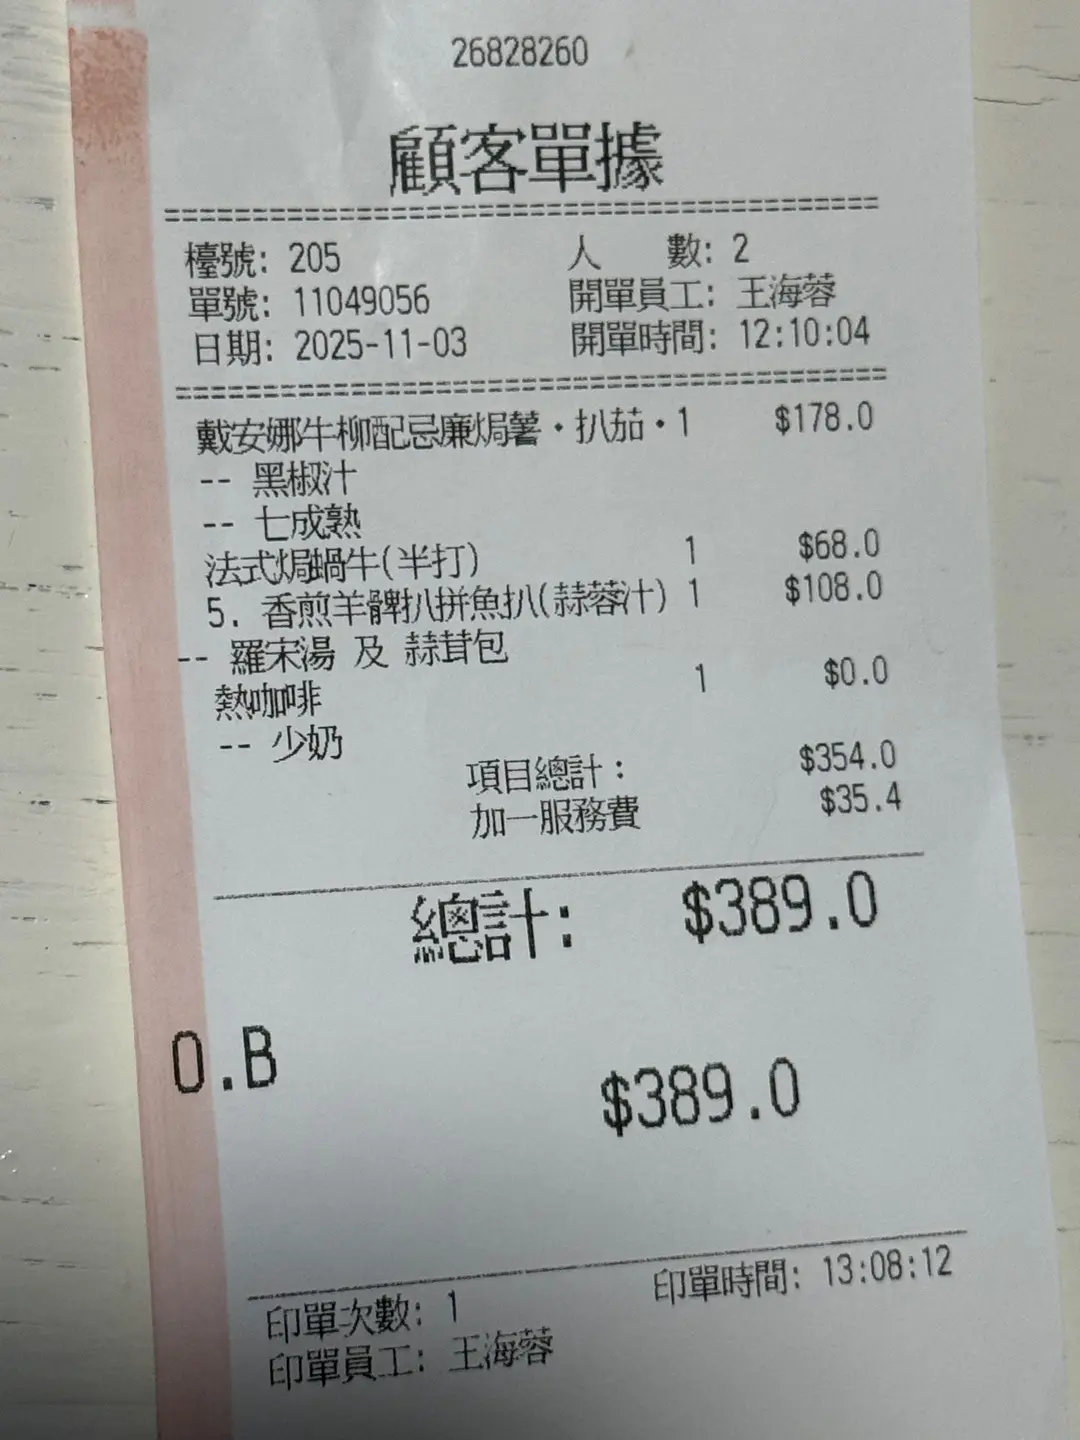 26828260
顧客單據
========================================
檯號: 205 人 數: 2
單號: 11049056 開單員工: 王海蓉
日期: 2025-11-03 開單時間: 12:10:04
========================================
戴安娜牛柳配忌廉焗薯・扒茄・1 $178.0
-- 黑椒汁
-- 七成熟
法式焗蝸牛(半打) 1 $68.0
5. 香煎羊髀扒拼魚扒(蒜蓉汁) 1 $108.0
-- 羅宋湯 及 蒜茸包
熱咖啡 1 $0.0
-- 少奶
項目總計: $354.0
加一服務費 $35.4
總計: $389.0
O.B
$389.0
印單次數: 1 印單時間: 13:08:12
印單員工: 王海蓉